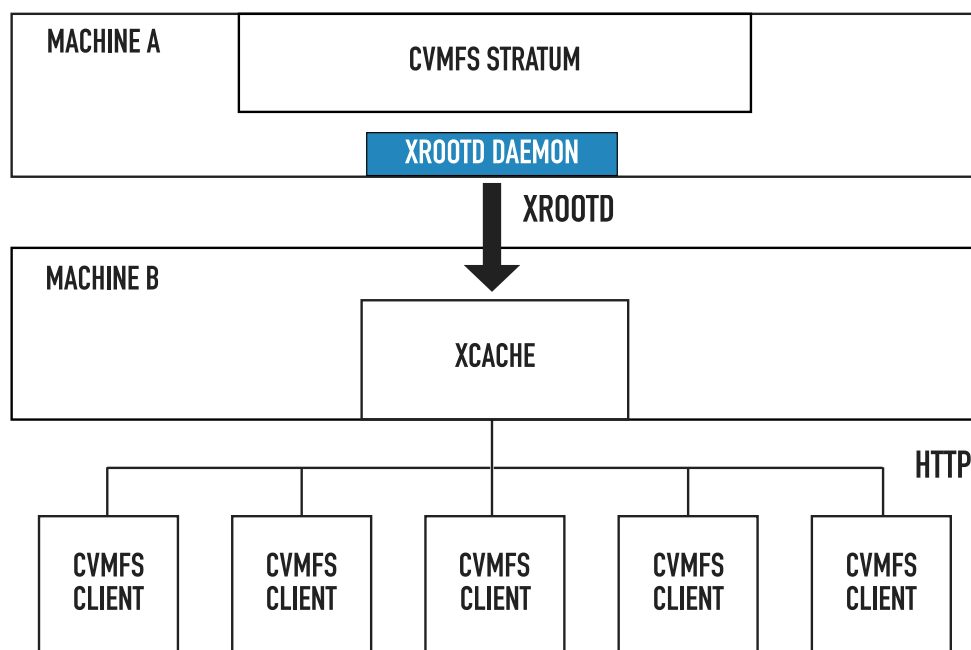 MACHINE A
CVMFS STRATUM
XROOTD DAEMON
XROOTD
MACHINE B
XCACHE
HTTP
CVMFS
CLIENT
CVMFS
CLIENT
CVMFS
CLIENT
CVMFS
CLIENT
CVMFS
CLIENT